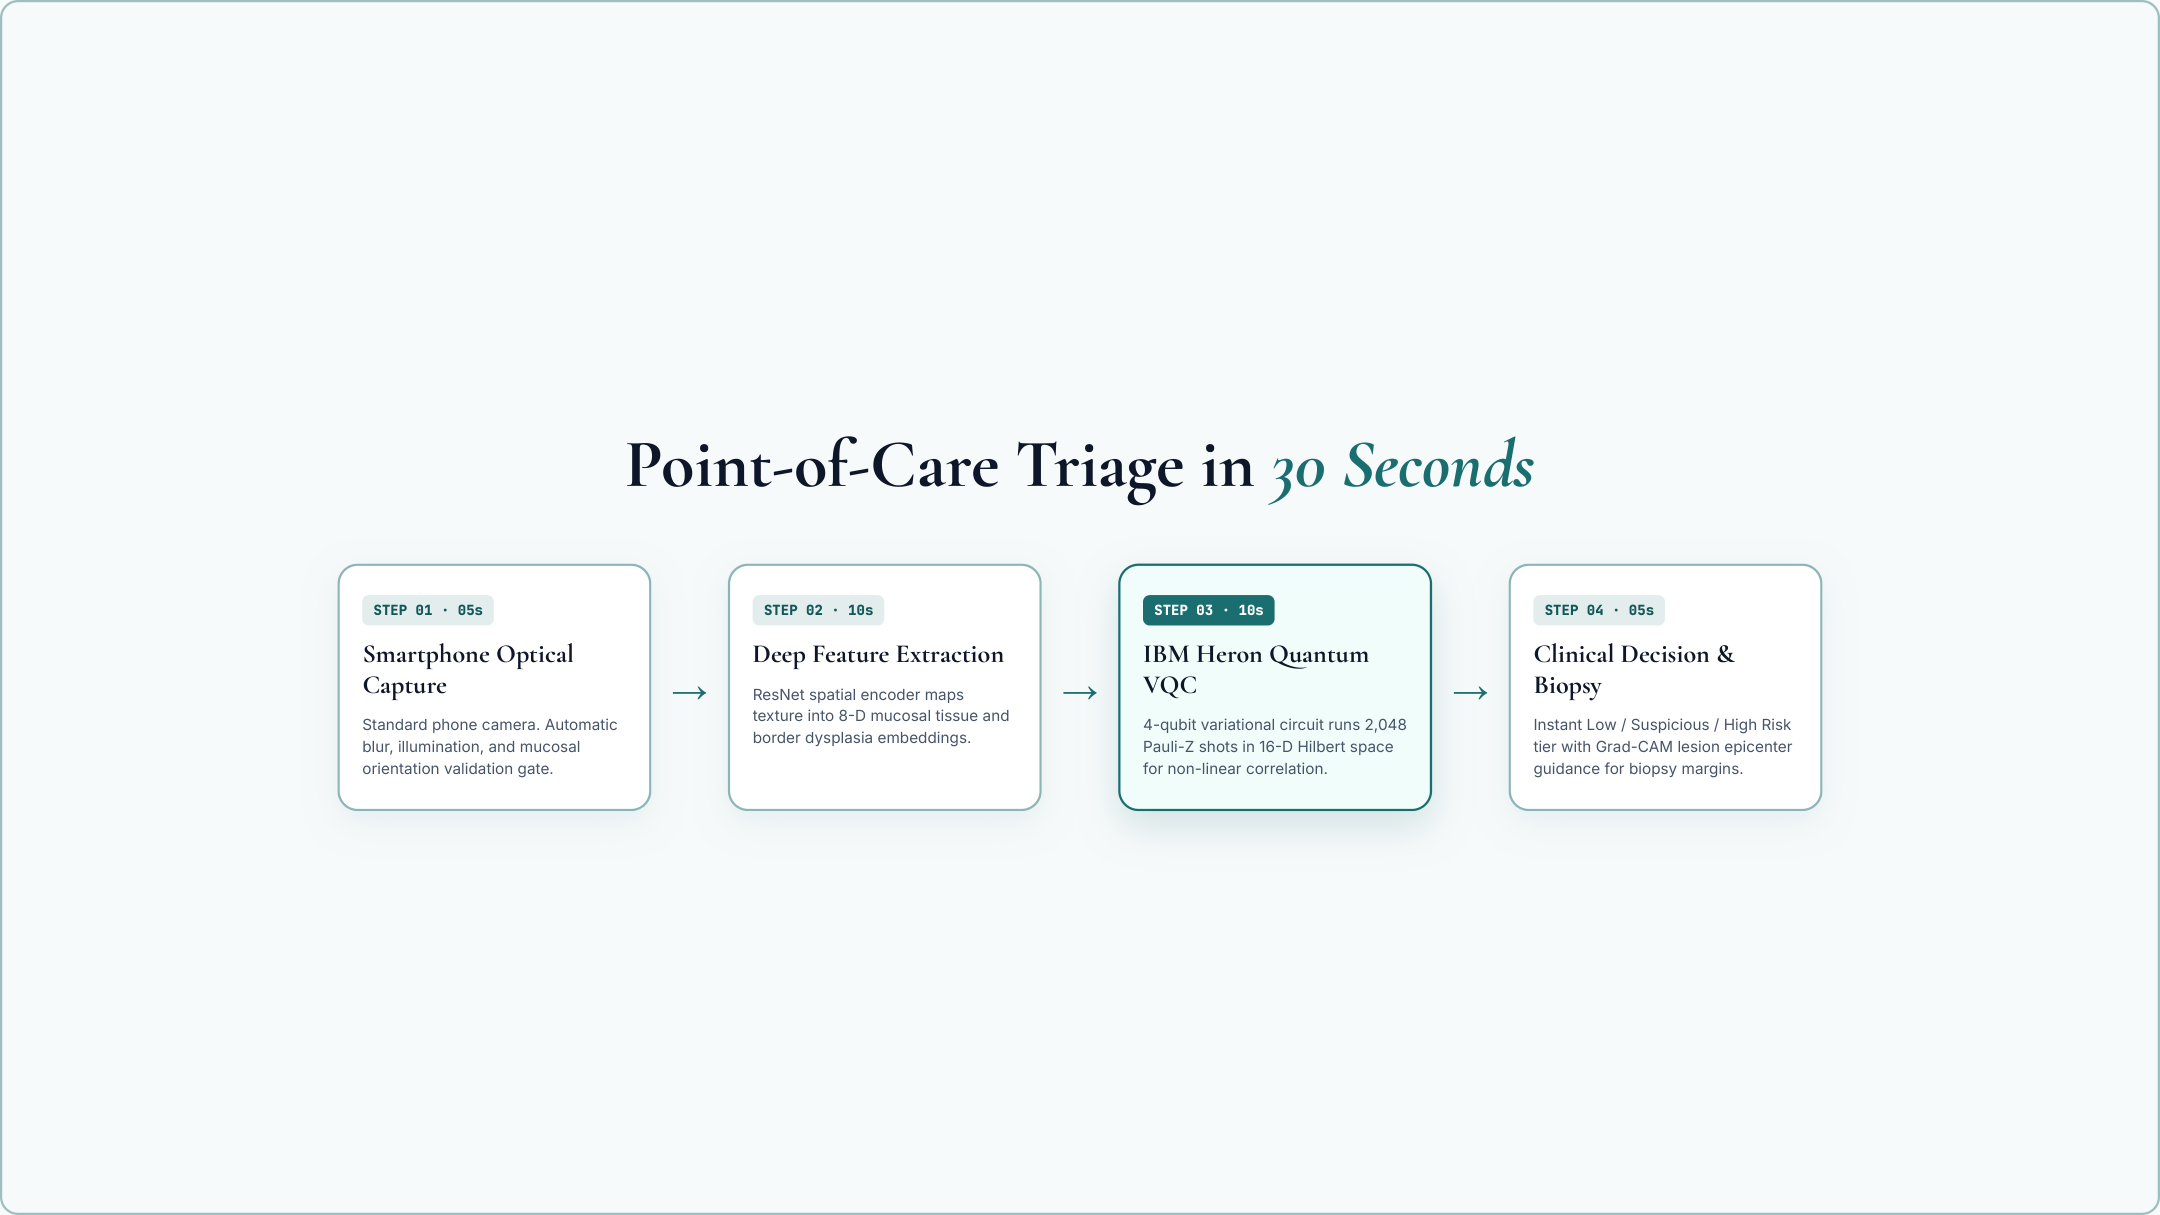 Point-of-Care Triage in 30 Seconds
STEP 01 · 05s
Smartphone Optical
Capture
Standard phone camera. Automatic
blur, illumination, and mucosal
orientation validation gate.
→
STEP 02 · 10s
Deep Feature Extraction
ResNet spatial encoder maps
texture into 8-D mucosal tissue and
border dysplasia embeddings.
→
STEP 03 · 10s
IBM Heron Quantum
VQC
4-qubit variational circuit runs 2,048
Pauli-Z shots in 16-D Hilbert space
for non-linear correlation.
→
STEP 04 · 05s
Clinical Decision &
Biopsy
Instant Low / Suspicious / High Risk
tier with Grad-CAM lesion epicenter
guidance for biopsy margins.